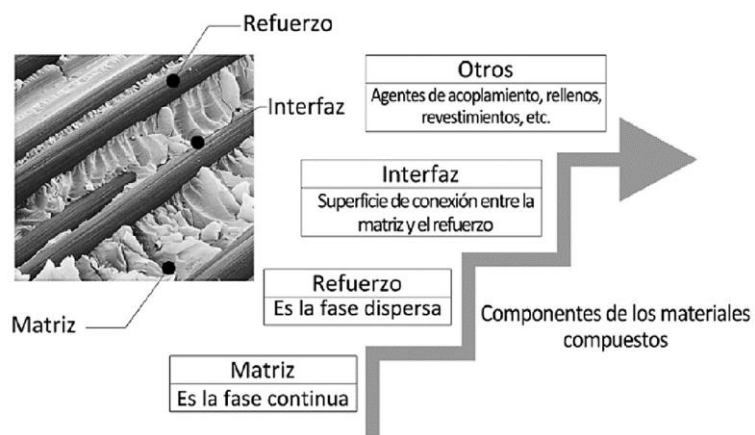 Refuerzo
Interfaz
Matriz
Otros
Agentes de acoplamiento, rellenos,
revestimientos, etc.
Interfaz
Superficie de conexión entre la
matriz y el refuerzo
Refuerzo
Es la fase dispersa
Matriz
Es la fase continua
Componentes de los materiales
compuestos